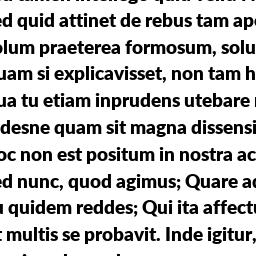 ed quid attinet de rebus tam ape
olum praeterea formosum, solu
uam si explicavisset, non tam h
ua tu etiam inprudens utebare n
desne quam sit magna dissensi
oc non est positum in nostra ac
ed nunc, quod agimus; Quare ad
u quidem reddes; Qui ita affectu
t multis se probavit. Inde igitur,